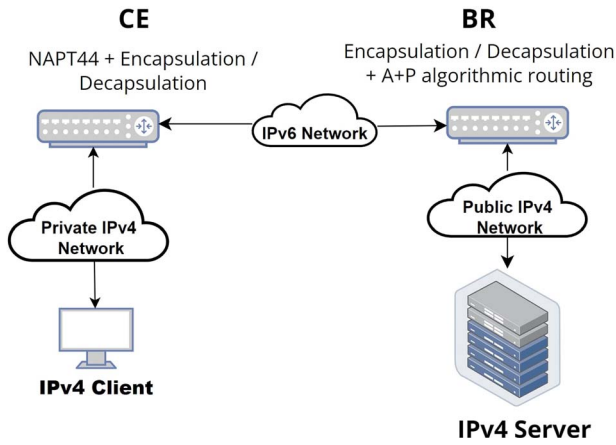 CE
NAPT44 + Encapsulation /
Decapsulation
BR
Encapsulation / Decapsulation
+ A+P algorithmic routing
IPv6 Network
Private IPv4
Network
Public IPv4
Network
IPv4 Client
IPv4 Server